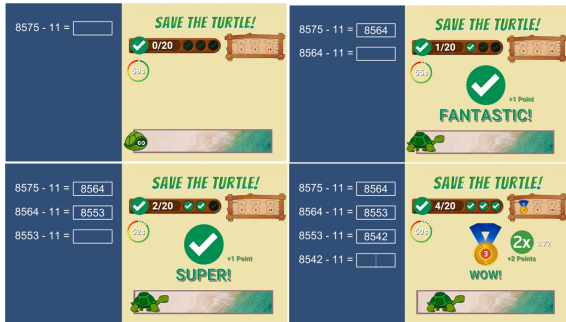 8575 - 11 =
SAVE THE TURTLE!
0/20
8575 - 11 = 8564
8564 - 11 =
SAVE THE TURTLE!
1/20
+1 Point
FANTASTIC!
8575 - 11 = 8564
8564 - 11 = 8553
8553 - 11 =
SAVE THE TURTLE!
2/20
52s
+1 Point
SUPER!
8575 - 11 = 8564
8564 - 11 = 8553
8553 - 11 = 8542
8542 - 11 =
SAVE THE TURTLE!
4/20
50s
3
2x
+2 Points
WOW!